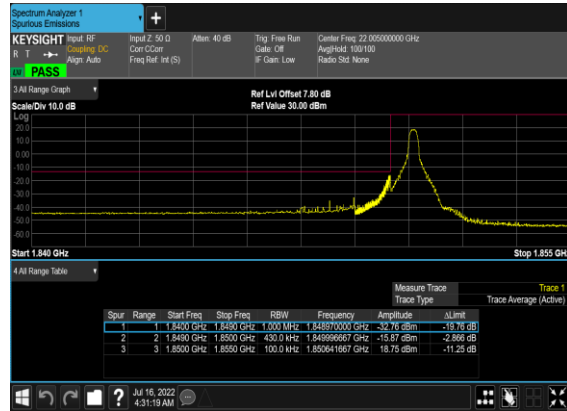 Spectrum Analyzer 1
Spurious Emissions
KEYSIGHT Input: RF Input Z: 50 Ω Atten: 40 dB Trig: Free Run Center Freq: 22.005000000 GHz
R T Coupling: DC Corr CCorr Gate: Off Avg|Hold: 100/100
Align: Auto Freq Ref: Int (S) IF Gain: Low Radio Std: None
PASS
3 All Range Graph
Ref Lvl Offset 7.80 dB
Scale/Div 10.0 dB Ref Value 30.00 dBm
Log
20.0
10.0
0.00
-10.0
-20.0
-30.0
-40.0
-50.0
-60.0
Start 1.840 GHz Stop 1.855 GHz
4 All Range Table
Measure Trace Trace 1
Trace Type Trace Average (Active)
Spur Range Start Freq Stop Freq RBW Frequency Amplitude ΔLimit
1 1 1.8400 GHz 1.8490 GHz 1.000 MHz 1.848970000 GHz -32.76 dBm -19.76 dB
2 2 1.8490 GHz 1.8500 GHz 430.0 kHz 1.849996667 GHz -15.87 dBm -2.866 dB
3 3 1.8500 GHz 1.8550 GHz 100.0 kHz 1.850641667 GHz 18.75 dBm -11.25 dB
? Jul 16, 2022
4:31:19 AM